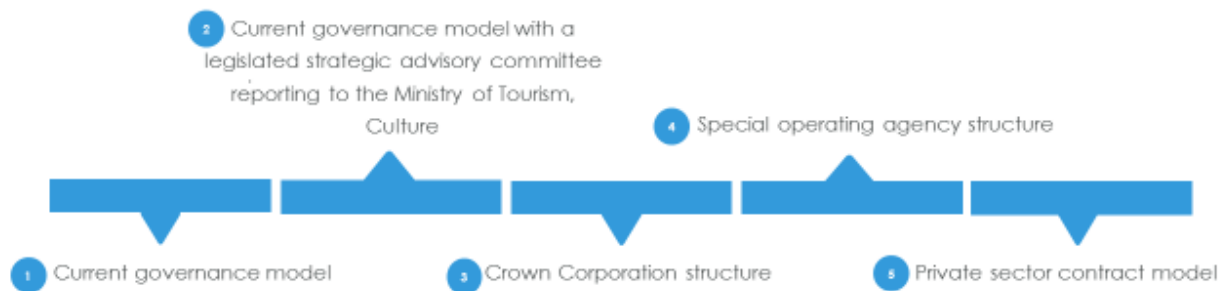 2 Current governance model with a
legislated strategic advisory committee
reporting to the Ministry of Tourism,
Culture
4 Special operating agency structure
1 Current governance model
3 Crown Corporation structure
5 Private sector contract model